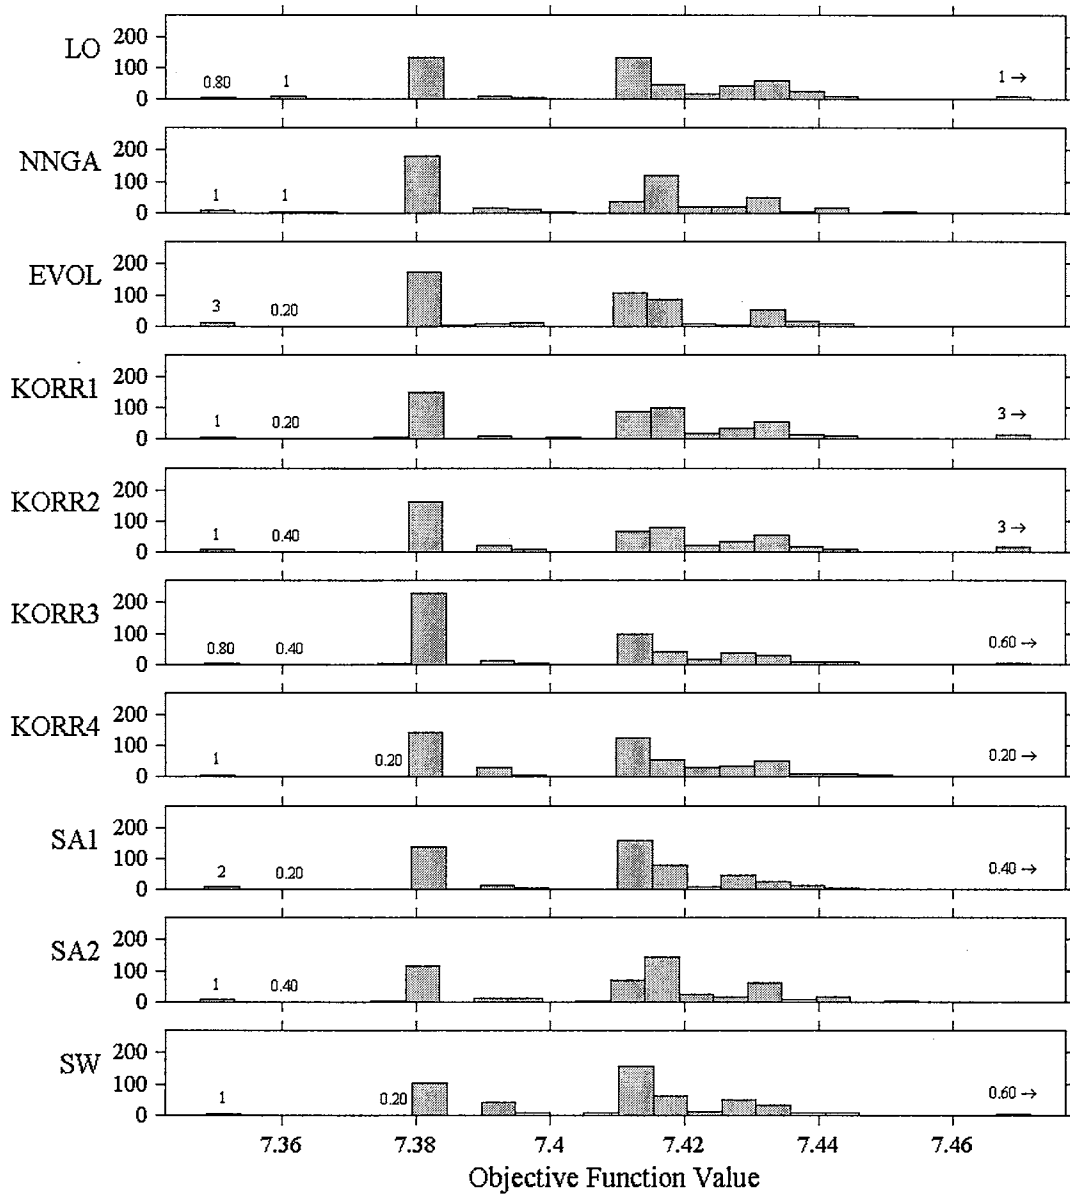 LO
200
100
0
0.80 1 1 →
NNGA
200
100
0
1 1
EVOL
200
100
0
3 0.20
KORR1
200
100
0
1 0.20 3 →
KORR2
200
100
0
1 0.40 3 →
KORR3
200
100
0
0.80 0.40 0.60 →
KORR4
200
100
0
1 0.20 0.20 →
SA1
200
100
0
2 0.20 0.40 →
SA2
200
100
0
1 0.40
SW
200
100
0
1 0.20 0.60 →
7.36 7.38 7.4 7.42 7.44 7.46
Objective Function Value